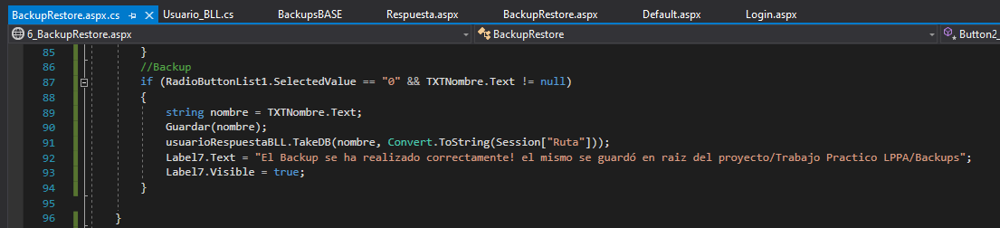 BackupRestore.aspx.cs Usuario_BLL.cs BackupsBASE Respuesta.aspx BackupRestore.aspx Default.aspx Login.aspx
6_BackupRestore.aspx BackupRestore Button2_
85 }
86 //Backup
87 if (RadioButtonList1.SelectedValue == "0" && TXTNombre.Text != null)
88 {
89 string nombre = TXTNombre.Text;
90 Guardar(nombre);
91 usuarioRespuestaBLL.TakeDB(nombre, Convert.ToString(Session["Ruta"]));
92 Label7.Text = "El Backup se ha realizado correctamente! el mismo se guardó en raiz del proyecto/Trabajo Practico LPPA/Backups";
93 Label7.Visible = true;
94 }
95
96 }